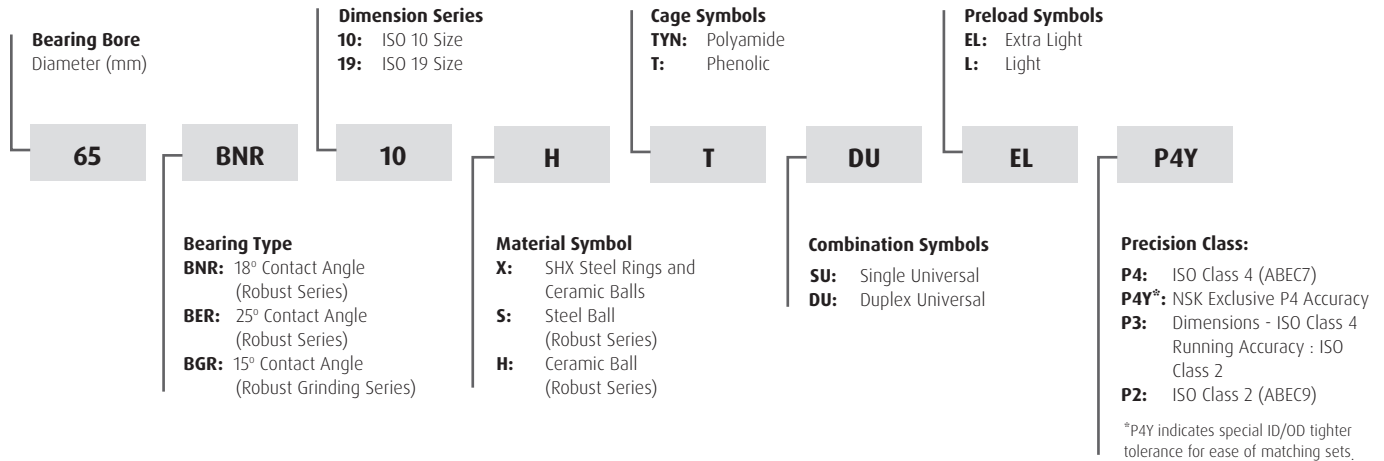 Bearing Bore
Diameter (mm)
Dimension Series
10: ISO 10 Size
19: ISO 19 Size
Cage Symbols
TYN: Polyamide
T: Phenolic
Preload Symbols
EL: Extra Light
L: Light
65 BNR 10 H T DU EL P4Y
Bearing Type
BNR: 18º Contact Angle
(Robust Series)
BER: 25º Contact Angle
(Robust Series)
BGR: 15º Contact Angle
(Robust Grinding Series)
Material Symbol
X: SHX Steel Rings and
Ceramic Balls
S: Steel Ball
(Robust Series)
H: Ceramic Ball
(Robust Series)
Combination Symbols
SU: Single Universal
DU: Duplex Universal
Precision Class:
P4: ISO Class 4 (ABEC7)
P4Y*: NSK Exclusive P4 Accuracy
P3: Dimensions - ISO Class 4
Running Accuracy : ISO
Class 2
P2: ISO Class 2 (ABEC9)
*P4Y indicates special ID/OD tighter
tolerance for ease of matching sets.